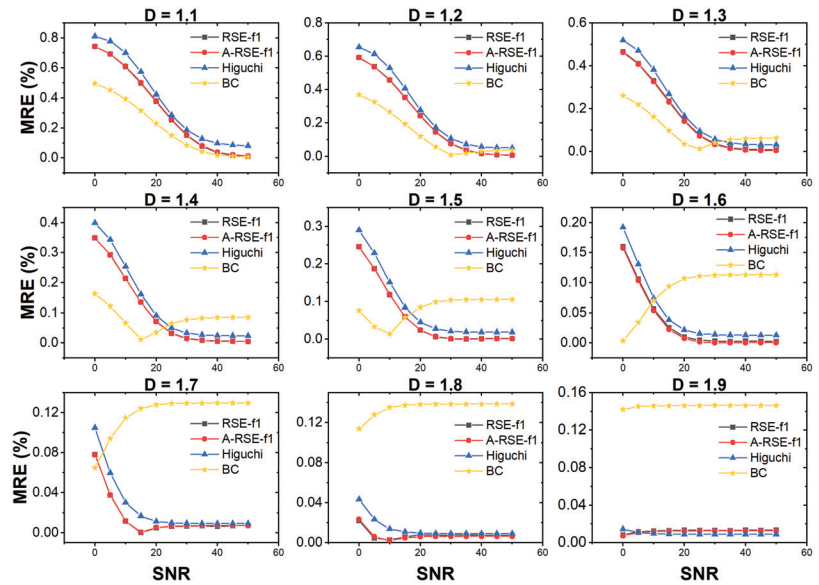 D = 1.1
D = 1.2
D = 1.3
MRE (%)
0.8
0.6
0.4
0.2
0.0
RSE-f1
A-RSE-f1
Higuchi
BC
0 20 40 60
0.8
0.6
0.4
0.2
0.0
RSE-f1
A-RSE-f1
Higuchi
BC
0 20 40 60
0.6
0.4
0.2
0.0
RSE-f1
A-RSE-f1
Higuchi
BC
0 20 40 60
D = 1.4
D = 1.5
D = 1.6
MRE (%)
0.4
0.3
0.2
0.1
0.0
RSE-f1
A-RSE-f1
Higuchi
BC
0 20 40 60
0.3
0.2
0.1
0.0
RSE-f1
A-RSE-f1
Higuchi
BC
0 20 40 60
0.20
0.15
0.10
0.05
0.00
RSE-f1
A-RSE-f1
Higuchi
BC
0 20 40 60
D = 1.7
D = 1.8
D = 1.9
MRE (%)
0.12
0.08
0.04
0.00
RSE-f1
A-RSE-f1
Higuchi
BC
0 20 40 60
SNR
0.12
0.08
0.04
0.00
RSE-f1
A-RSE-f1
Higuchi
BC
0 20 40 60
SNR
0.16
0.12
0.08
0.04
0.00
RSE-f1
A-RSE-f1
Higuchi
BC
0 20 40 60
SNR